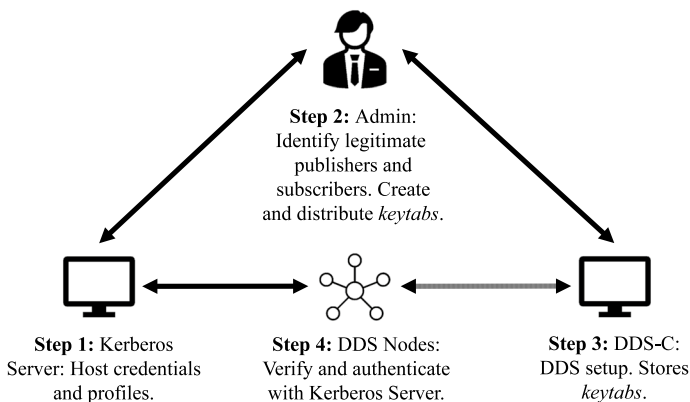 Step 2: Admin:
Identify legitimate
publishers and
subscribers. Create
and distribute keytabs.
Step 1: Kerberos
Server: Host credentials
and profiles.
Step 4: DDS Nodes:
Verify and authenticate
with Kerberos Server.
Step 3: DDS-C:
DDS setup. Stores
keytabs.